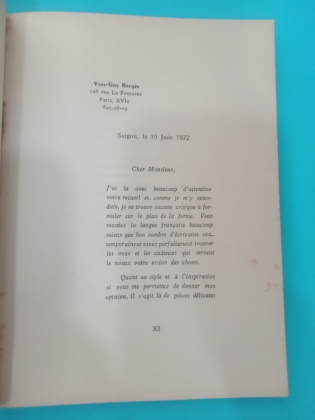 Yves-Guy Bergès
126 rue La Fontaine
Paris, XVIe
Saigon, le 15 Juin 1972
Cher Monsieur,
J'ai lu avec beaucoup d'attention
votre recueil et, comme je m'y atten-
dais, je ne trouve aucune critique à for-
muler sur le plan de la forme. Vous
maniez la langue française beaucoup
mieux que bon nombre d'écrivains con-
temporains et savez parfaitement trouver
les mots et les cadences qui servent
le mieux votre vision des choses.
Quant au style et à l'inspiration
si vous me permettez de donner mon
opinion, il s'agit là de pièces délicates
XI